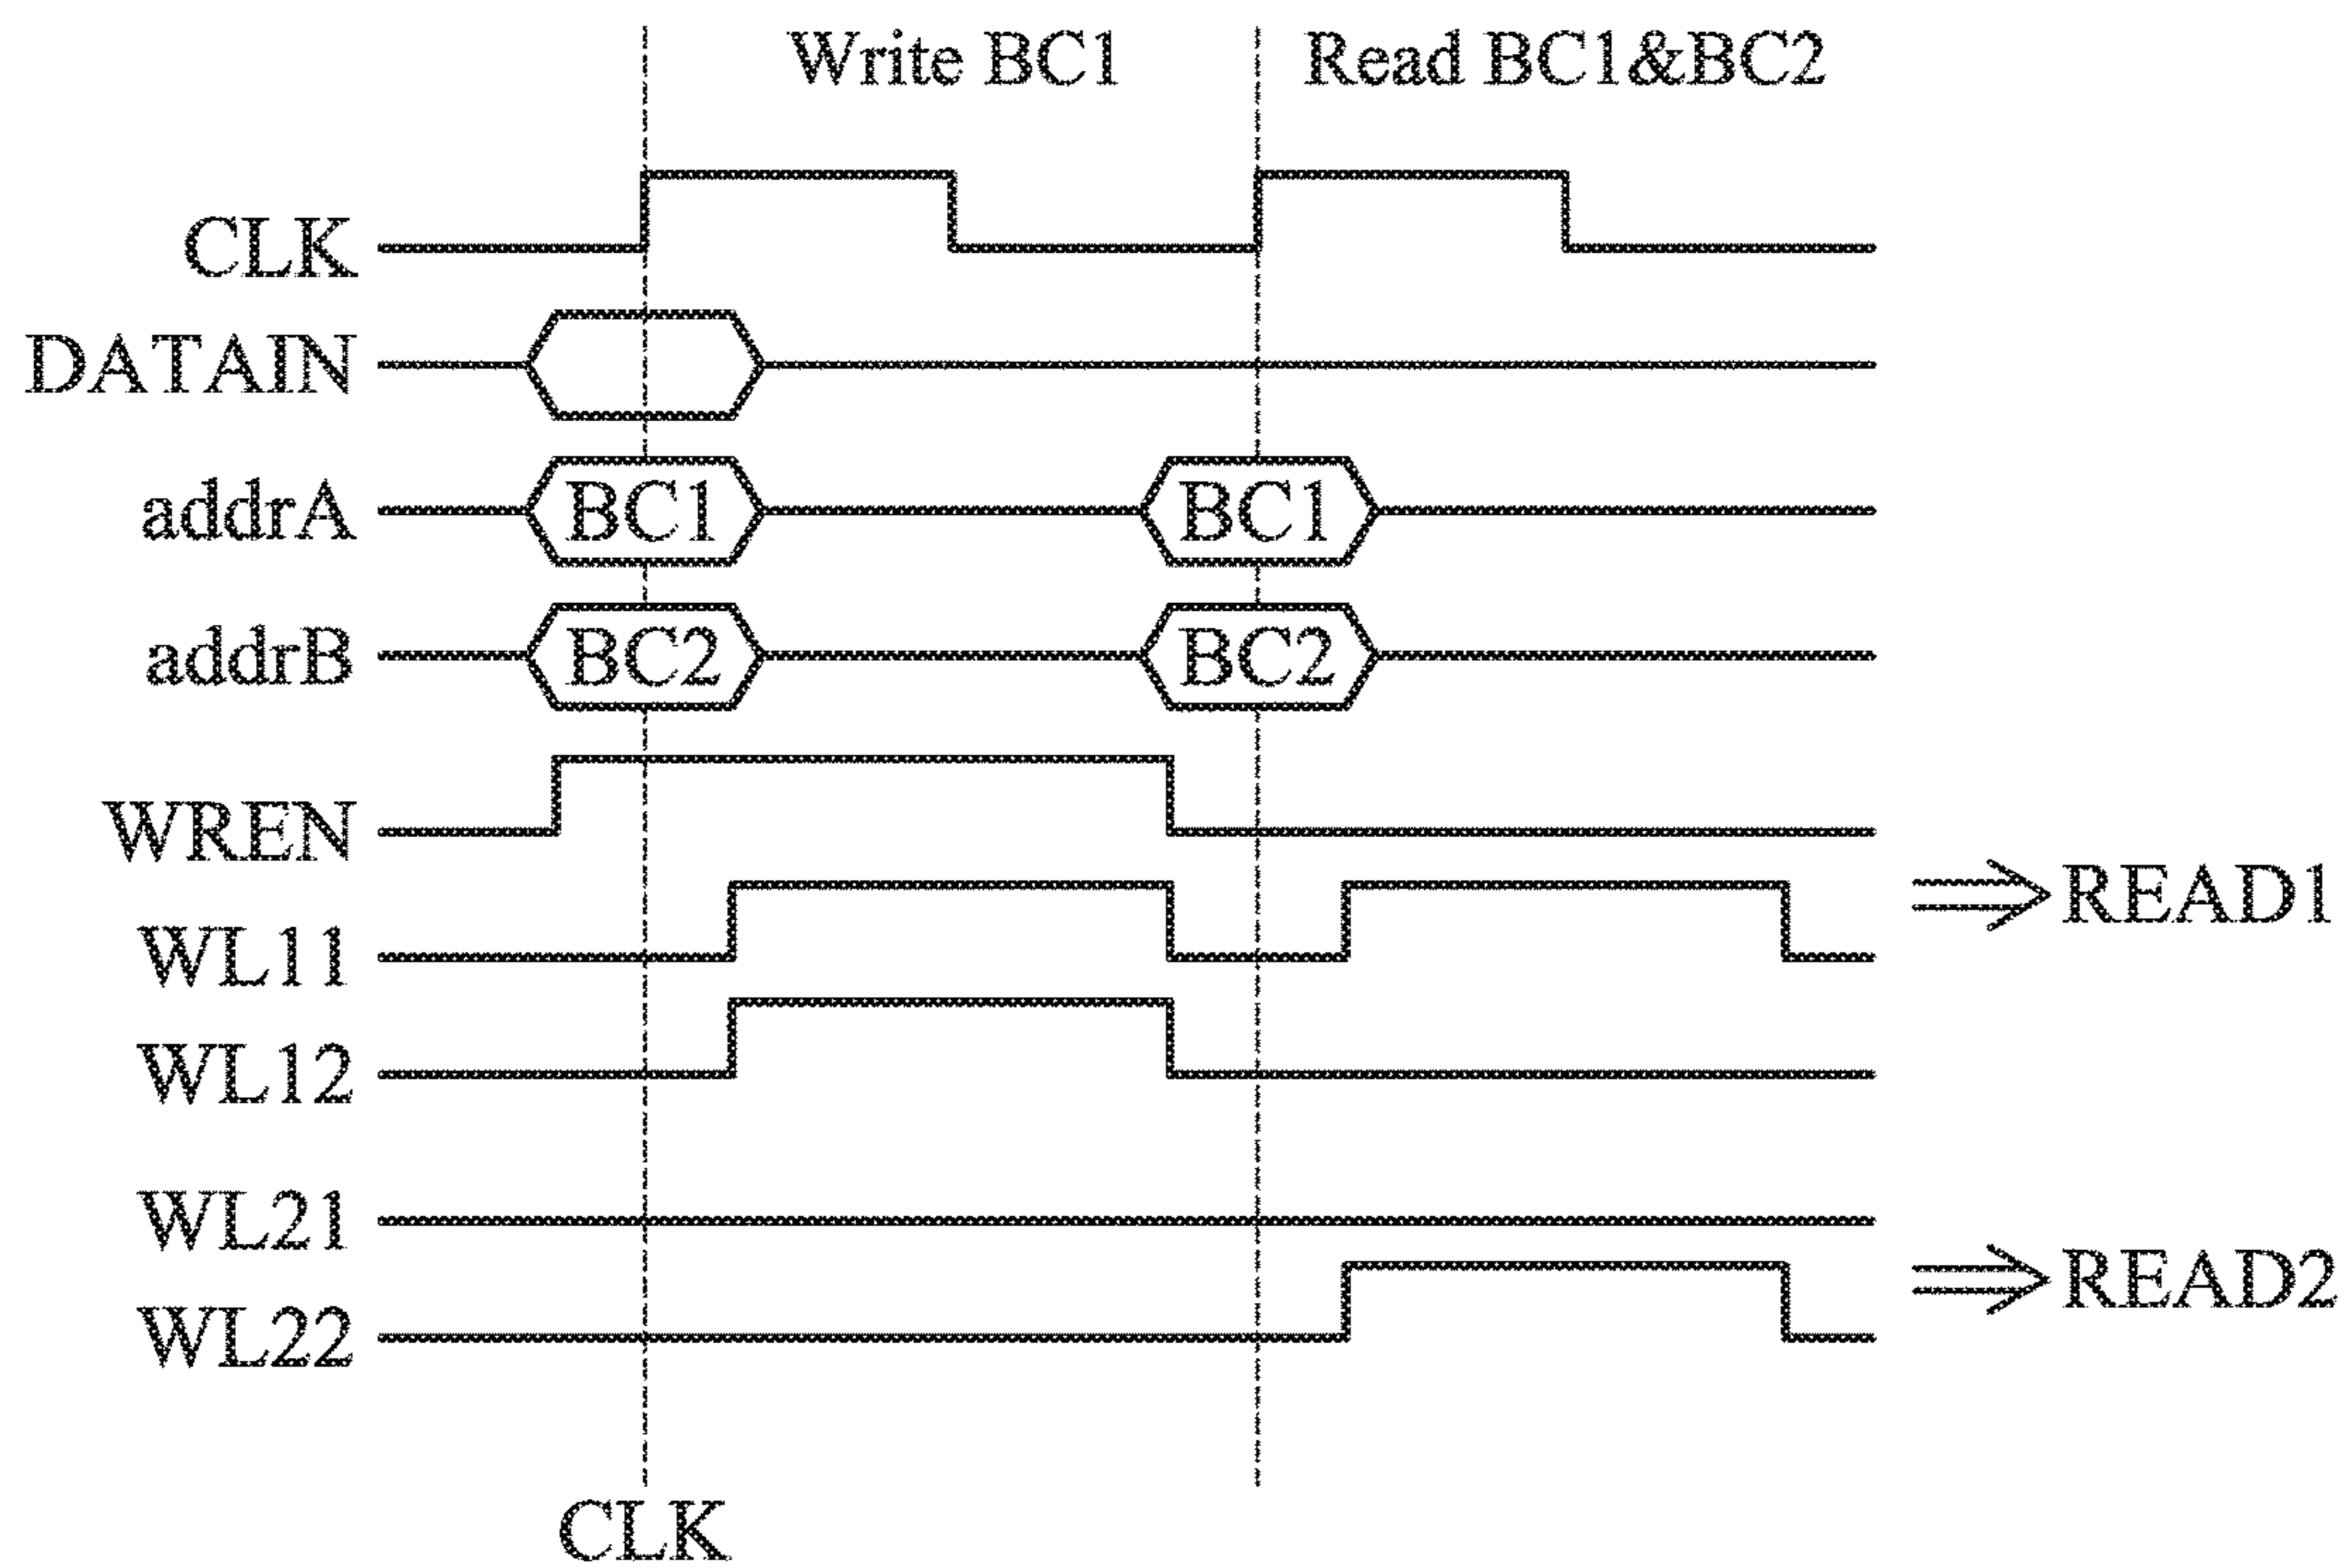 Write BC1 Read BC1&BC2
CLK
DATAIN
addrA BC1 BC1
addrB BC2 BC2
WREN
READ1
WL11
WL12
WL21
READ2
WL22
CLK